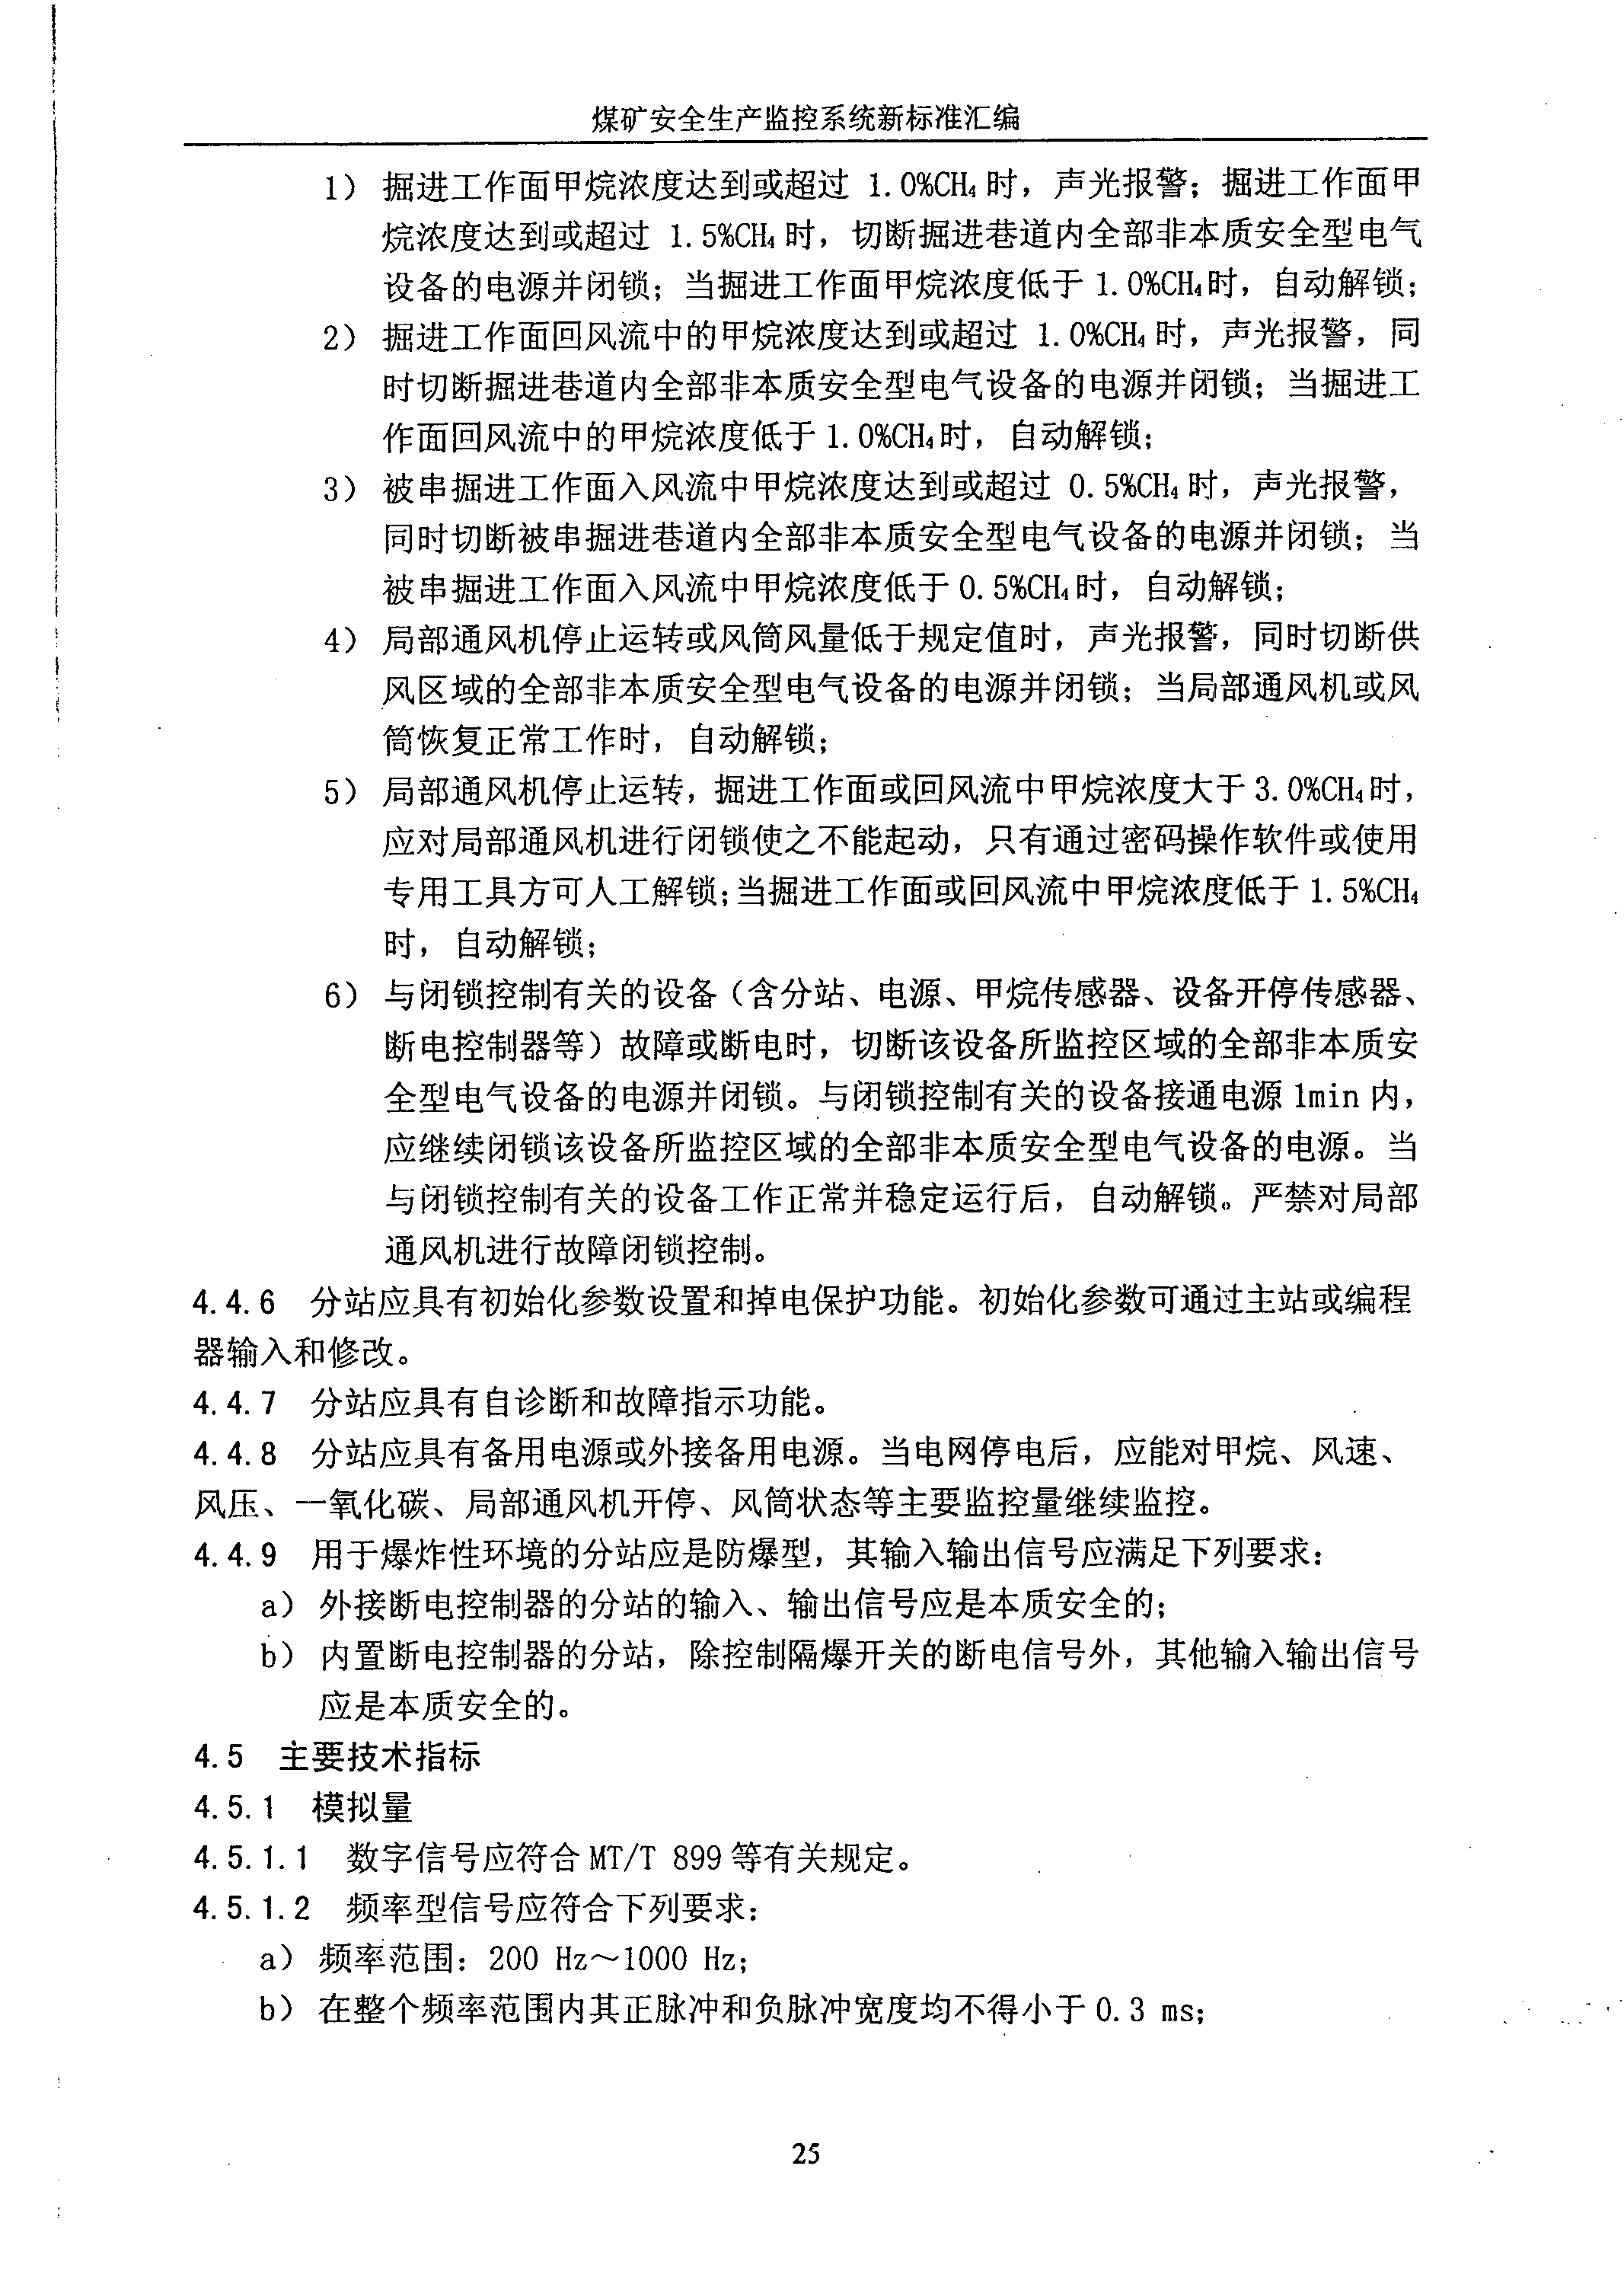 煤矿安全生产监控系统新标准汇编
1) 掘进工作面甲烷浓度达到或超过 1.0%CH₄ 时，声光报警；掘进工作面甲
烷浓度达到或超过 1.5%CH₄ 时，切断掘进巷道内全部非本质安全型电气
设备的电源并闭锁；当掘进工作面甲烷浓度低于 1.0%CH₄时，自动解锁；
2) 掘进工作面回风流中的甲烷浓度达到或超过 1.0%CH₄ 时，声光报警，同
时切断掘进巷道内全部非本质安全型电气设备的电源并闭锁；当掘进工
作面回风流中的甲烷浓度低于 1.0%CH₄时，自动解锁；
3) 被串掘进工作面入风流中甲烷浓度达到或超过 0.5%CH₄ 时，声光报警，
同时切断被串掘进巷道内全部非本质安全型电气设备的电源并闭锁；当
被串掘进工作面入风流中甲烷浓度低于 0.5%CH₄时，自动解锁；
4) 局部通风机停止运转或风筒风量低于规定值时，声光报警，同时切断供
风区域的全部非本质安全型电气设备的电源并闭锁；当局部通风机或风
筒恢复正常工作时，自动解锁；
5) 局部通风机停止运转，掘进工作面或回风流中甲烷浓度大于 3.0%CH₄时，
应对局部通风机进行闭锁使之不能起动，只有通过密码操作软件或使用
专用工具方可人工解锁；当掘进工作面或回风流中甲烷浓度低于 1.5%CH₄
时，自动解锁；
6) 与闭锁控制有关的设备（含分站、电源、甲烷传感器、设备开停传感器、
断电控制器等）故障或断电时，切断该设备所监控区域的全部非本质安
全型电气设备的电源并闭锁。与闭锁控制有关的设备接通电源 1min 内，
应继续闭锁该设备所监控区域的全部非本质安全型电气设备的电源。当
与闭锁控制有关的设备工作正常并稳定运行后，自动解锁。严禁对局部
通风机进行故障闭锁控制。
4.4.6 分站应具有初始化参数设置和掉电保护功能。初始化参数可通过主站或编程
器输入和修改。
4.4.7 分站应具有自诊断和故障指示功能。
4.4.8 分站应具有备用电源或外接备用电源。当电网停电后，应能对甲烷、风速、
风压、一氧化碳、局部通风机开停、风筒状态等主要监控量继续监控。
4.4.9 用于爆炸性环境的分站应是防爆型，其输入输出信号应满足下列要求：
a) 外接断电控制器的分站的输入、输出信号应是本质安全的；
b) 内置断电控制器的分站，除控制隔爆开关的断电信号外，其他输入输出信号
应是本质安全的。
4.5 主要技术指标
4.5.1 模拟量
4.5.1.1 数字信号应符合 MT/T 899 等有关规定。
4.5.1.2 频率型信号应符合下列要求：
a) 频率范围：200 Hz～1000 Hz；
b) 在整个频率范围内其正脉冲和负脉冲宽度均不得小于 0.3 ms；
25